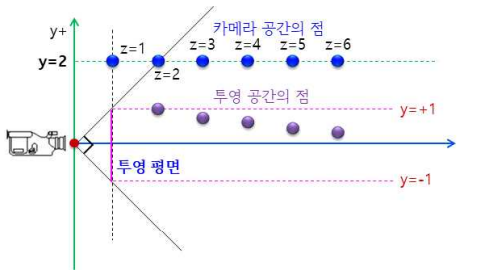 y+
카메라 공간의 점
z=1
z=3
z=4
z=5
z=6
y=2
z=2
투영 공간의 점
y=+1
투영 평면
y=-1